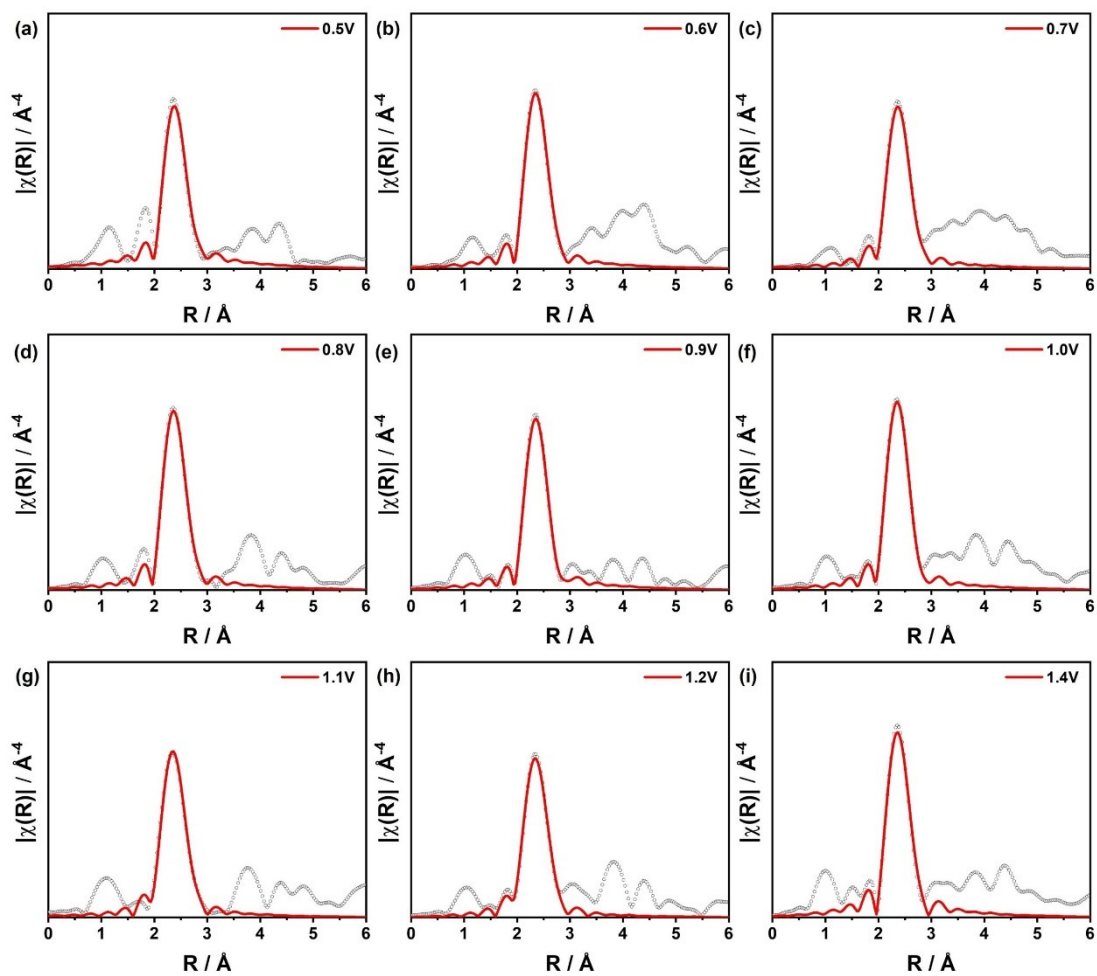 (a) 0.5V (b) 0.6V (c) 0.7V
|χ(R)| / Å⁻⁴ |χ(R)| / Å⁻⁴ |χ(R)| / Å⁻⁴
0 1 2 3 4 5 6 0 1 2 3 4 5 6 0 1 2 3 4 5 6
R / Å R / Å R / Å
(d) 0.8V (e) 0.9V (f) 1.0V
|χ(R)| / Å⁻⁴ |χ(R)| / Å⁻⁴ |χ(R)| / Å⁻⁴
0 1 2 3 4 5 6 0 1 2 3 4 5 6 0 1 2 3 4 5 6
R / Å R / Å R / Å
(g) 1.1V (h) 1.2V (i) 1.4V
|χ(R)| / Å⁻⁴ |χ(R)| / Å⁻⁴ |χ(R)| / Å⁻⁴
0 1 2 3 4 5 6 0 1 2 3 4 5 6 0 1 2 3 4 5 6
R / Å R / Å R / Å